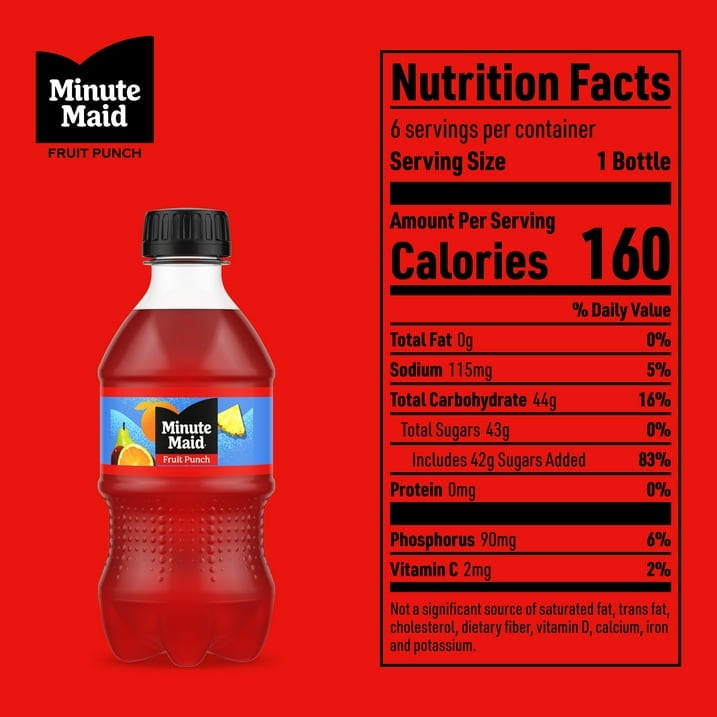 Minute
Maid
FRUIT PUNCH
Minute
Maid
Fruit Punch
Nutrition Facts
6 servings per container
Serving Size 1 Bottle
Amount Per Serving
Calories 160
% Daily Value
Total Fat 0g 0%
Sodium 115mg 5%
Total Carbohydrate 44g 16%
Total Sugars 43g 0%
Includes 42g Sugars Added 83%
Protein 0mg 0%
Phosphorus 90mg 6%
Vitamin C 2mg 2%
Not a significant source of saturated fat, trans fat,
cholesterol, dietary fiber, vitamin D, calcium, iron
and potassium.